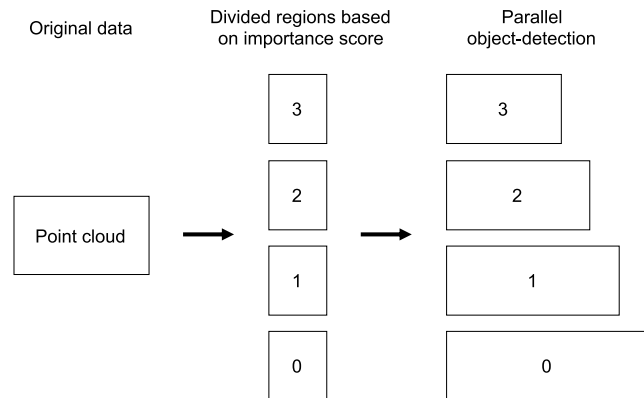 Original data
Divided regions based
on importance score
Parallel
object-detection
Point cloud
3
2
1
0
3
2
1
0